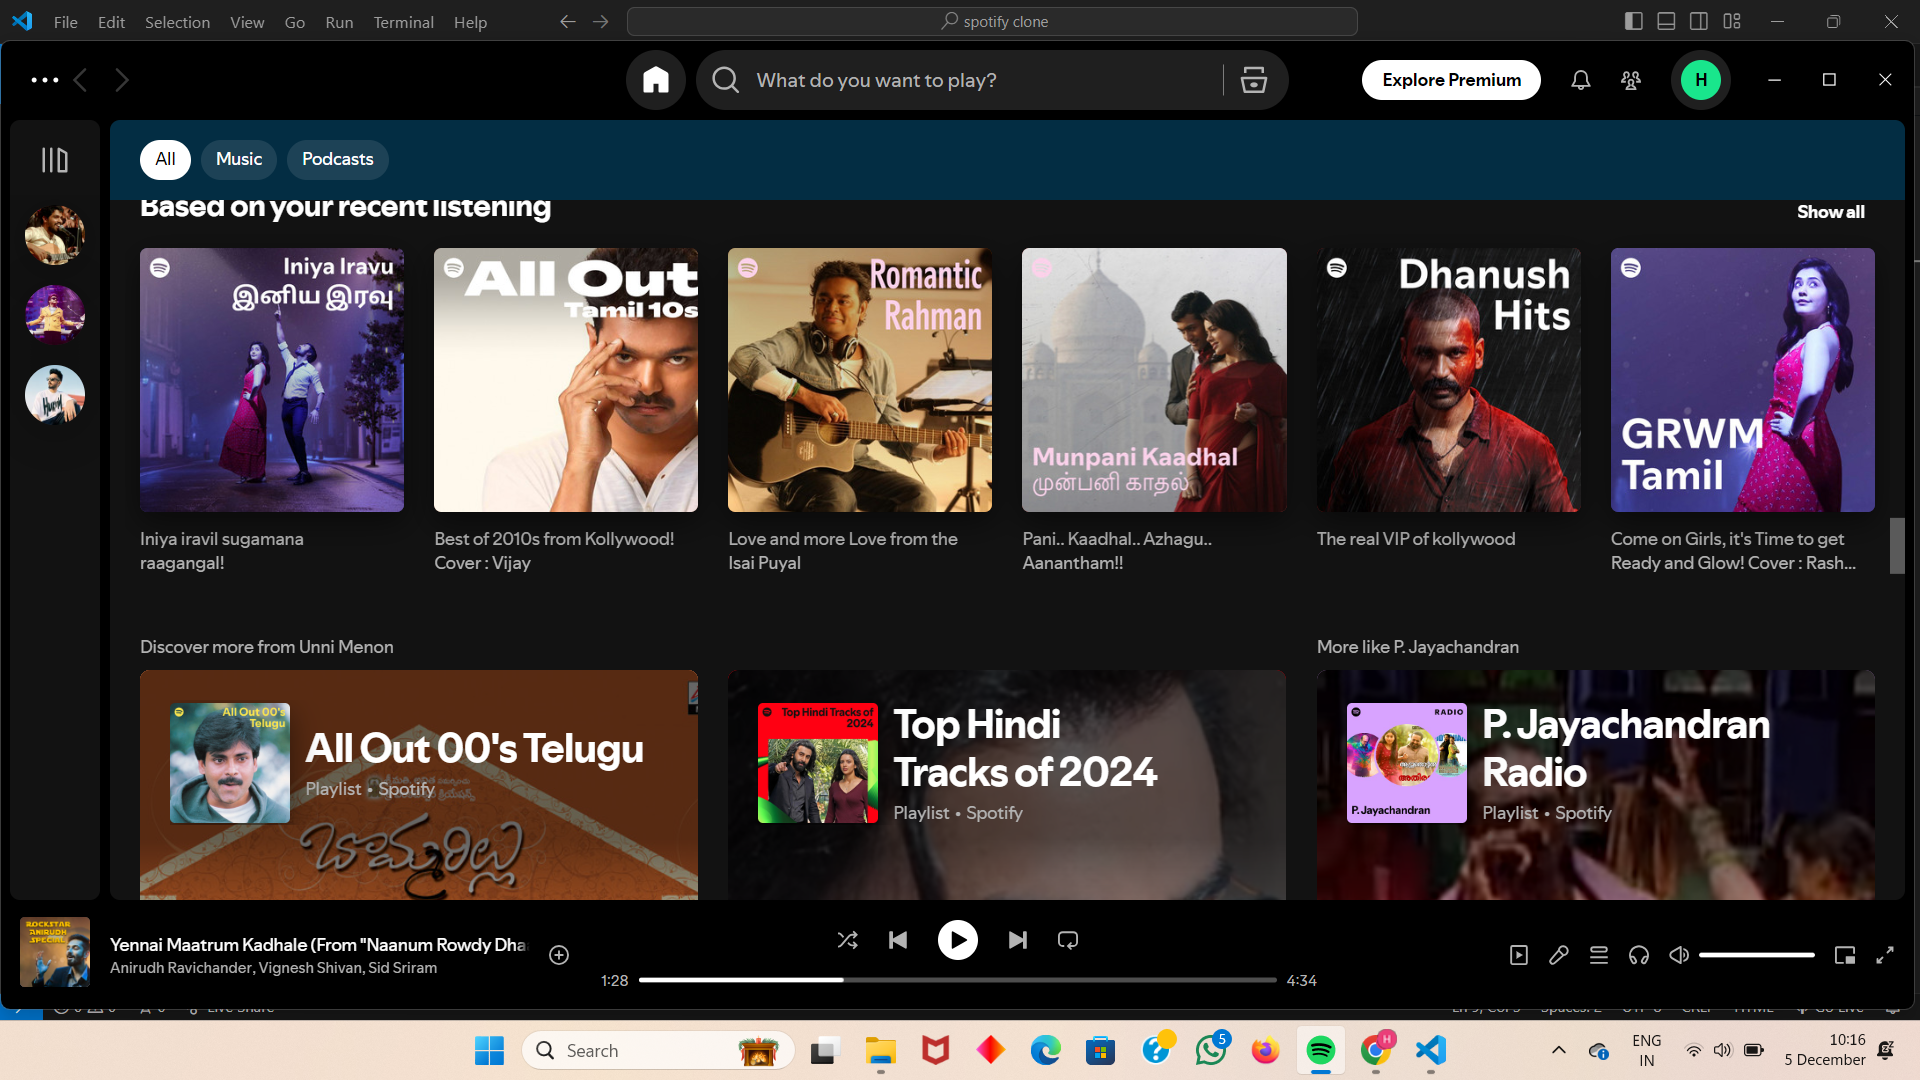 File Edit Selection View Go Run Terminal Help
spotify clone
What do you want to play?
Explore Premium
H
All
Music
Podcasts
Based on your recent listening
Show all
Iniya Iravu
இனிய இரவு
All Out
Tamil 10s
Romantic
Rahman
Munpani Kaadhal
முன்பனி காதல்
Dhanush
Hits
GRWM
Tamil
Iniya iravil sugamana
raagangal!
Best of 2010s from Kollywood!
Cover : Vijay
Love and more Love from the
Isai Puyal
Pani.. Kaadhal.. Azhagu..
Aanantham!!
The real VIP of kollywood
Come on Girls, it's Time to get
Ready and Glow! Cover : Rash...
Discover more from Unni Menon
More like P. Jayachandran
All Out 00's
Telugu
All Out 00's Telugu
Playlist • Spotify
బొమ్మరిల్లు
Top Hindi Tracks of
2024
Top Hindi
Tracks of 2024
Playlist • Spotify
RADIO
P. Jayachandran
P. Jayachandran
Radio
Playlist • Spotify
ROCKSTAR
ANIRUDH
SPECIAL
Yennai Maatrum Kadhale (From "Naanum Rowdy Dha
Anirudh Ravichander, Vignesh Shivan, Sid Sriram
1:28
4:34
Search
5
H
ENG
IN
10:16
5 December